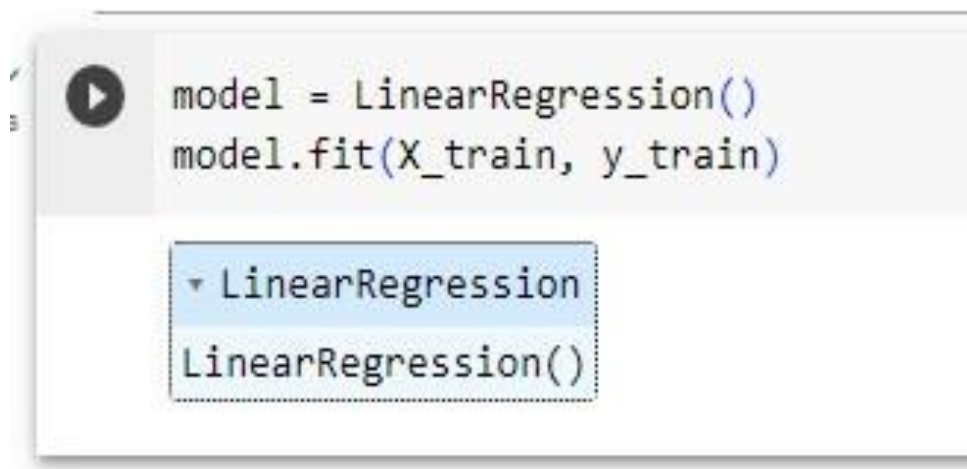 model = LinearRegression()
model.fit(X_train, y_train)
LinearRegression
LinearRegression()